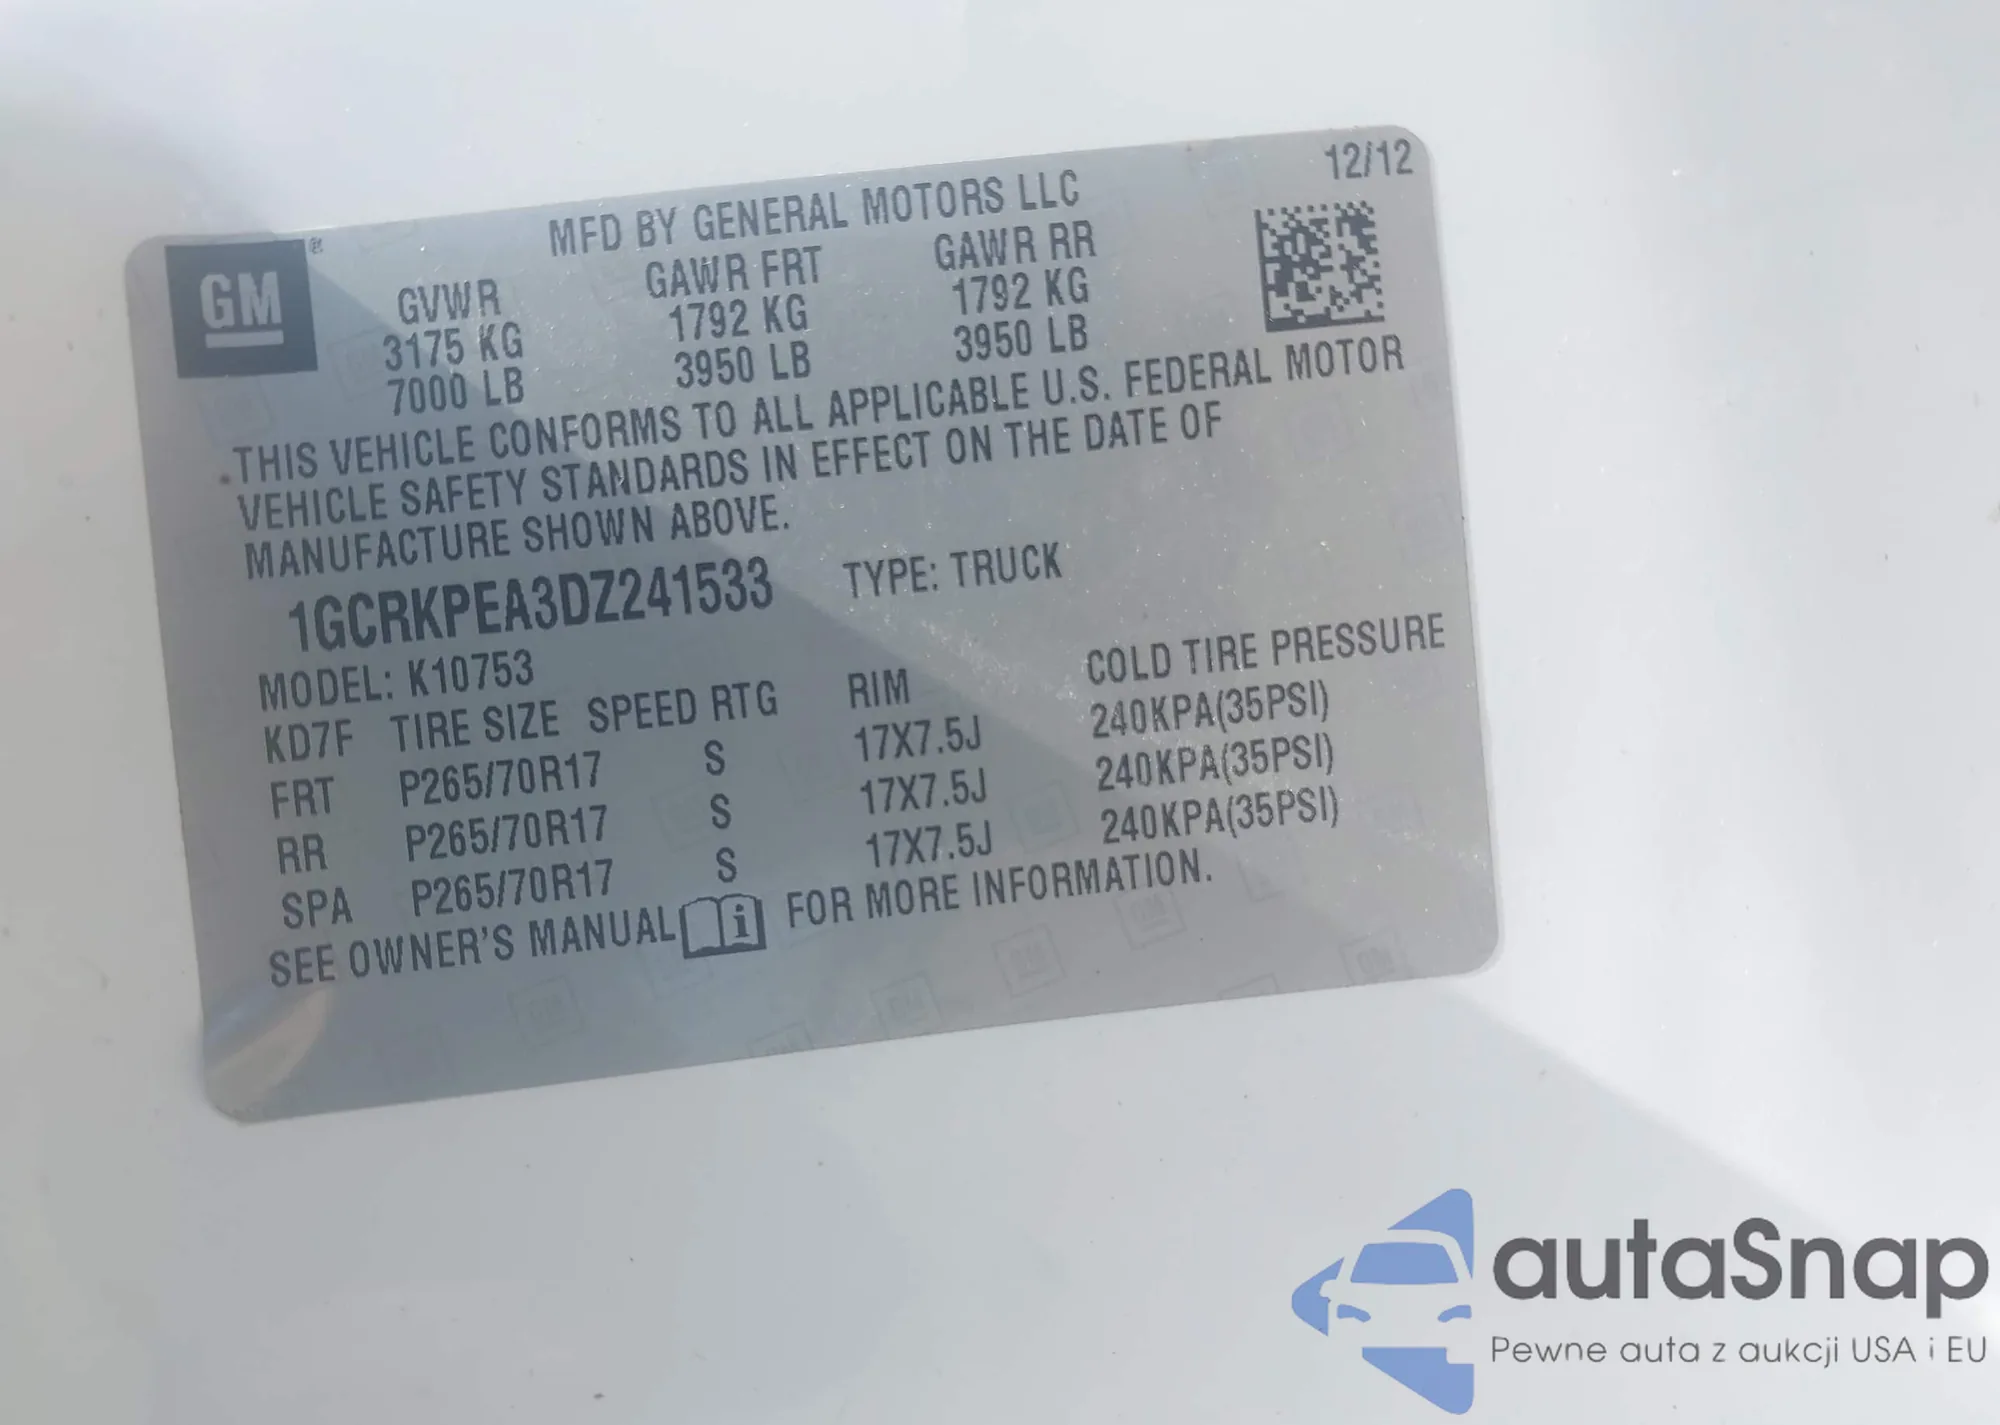 12/12
MFD BY GENERAL MOTORS LLC
GM®
GVWR GAWR FRT GAWR RR
3175 KG 1792 KG 1792 KG
7000 LB 3950 LB 3950 LB
THIS VEHICLE CONFORMS TO ALL APPLICABLE U.S. FEDERAL MOTOR
VEHICLE SAFETY STANDARDS IN EFFECT ON THE DATE OF
MANUFACTURE SHOWN ABOVE.
1GCRKPEA3DZ241533 TYPE: TRUCK
MODEL: K10753
KD7F TIRE SIZE SPEED RTG RIM COLD TIRE PRESSURE
FRT P265/70R17 S 17X7.5J 240KPA(35PSI)
RR P265/70R17 S 17X7.5J 240KPA(35PSI)
SPA P265/70R17 S 17X7.5J 240KPA(35PSI)
SEE OWNER'S MANUAL i FOR MORE INFORMATION.
autaSnap
Pewne auta z aukcji USA i EU